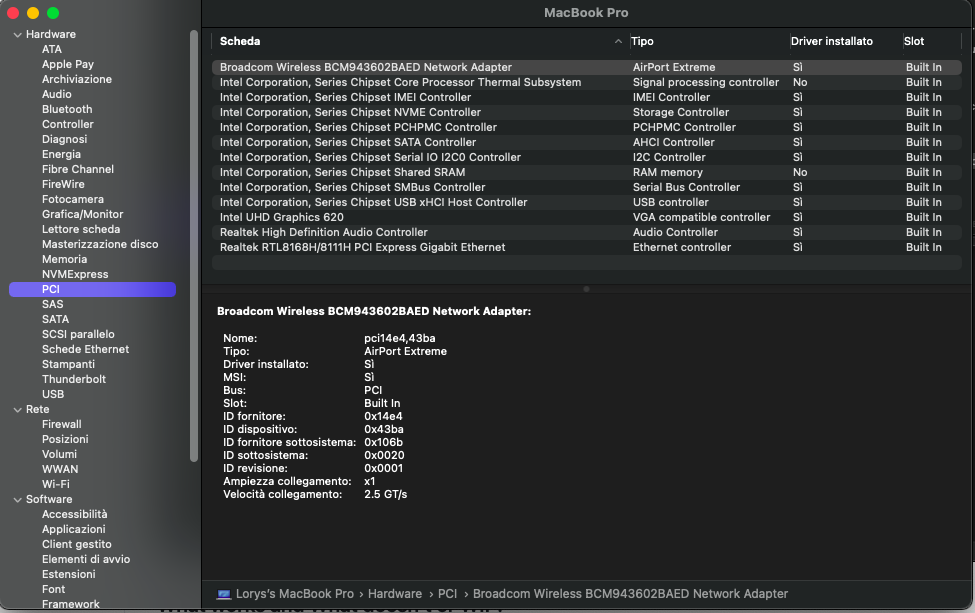 MacBook Pro
Hardware
ATA
Apple Pay
Archiviazione
Audio
Bluetooth
Controller
Diagnosi
Energia
Fibre Channel
FireWire
Fotocamera
Grafica/Monitor
Lettore scheda
Masterizzazione disco
Memoria
NVMExpress
PCI
SAS
SATA
SCSI parallelo
Schede Ethernet
Stampanti
Thunderbolt
USB
Rete
Firewall
Posizioni
Volumi
WWAN
Wi-Fi
Software
Accessibilità
Applicazioni
Client gestito
Elementi di avvio
Estensioni
Font
Framework
Scheda Tipo Driver installato Slot
Broadcom Wireless BCM943602BAED Network Adapter AirPort Extreme Sì Built In
Intel Corporation, Series Chipset Core Processor Thermal Subsystem Signal processing controller No Built In
Intel Corporation, Series Chipset IMEI Controller IMEI Controller Sì Built In
Intel Corporation, Series Chipset NVME Controller Storage Controller Sì Built In
Intel Corporation, Series Chipset PCHPMC Controller PCHPMC Controller Sì Built In
Intel Corporation, Series Chipset SATA Controller AHCI Controller Sì Built In
Intel Corporation, Series Chipset Serial IO I2C0 Controller I2C Controller Sì Built In
Intel Corporation, Series Chipset Shared SRAM RAM memory No Built In
Intel Corporation, Series Chipset SMBus Controller Serial Bus Controller Sì Built In
Intel Corporation, Series Chipset USB xHCI Host Controller USB controller Sì Built In
Intel UHD Graphics 620 VGA compatible controller Sì Built In
Realtek High Definition Audio Controller Audio Controller Sì Built In
Realtek RTL8168H/8111H PCI Express Gigabit Ethernet Ethernet controller Sì Built In
Broadcom Wireless BCM943602BAED Network Adapter:
Nome: pci14e4,43ba
Tipo: AirPort Extreme
Driver installato: Sì
MSI: Sì
Bus: PCI
Slot: Built In
ID fornitore: 0x14e4
ID dispositivo: 0x43ba
ID fornitore sottosistema: 0x106b
ID sottosistema: 0x0020
ID revisione: 0x0001
Ampiezza collegamento: x1
Velocità collegamento: 2.5 GT/s
Lorys's MacBook Pro › Hardware › PCI › Broadcom Wireless BCM943602BAED Network Adapter